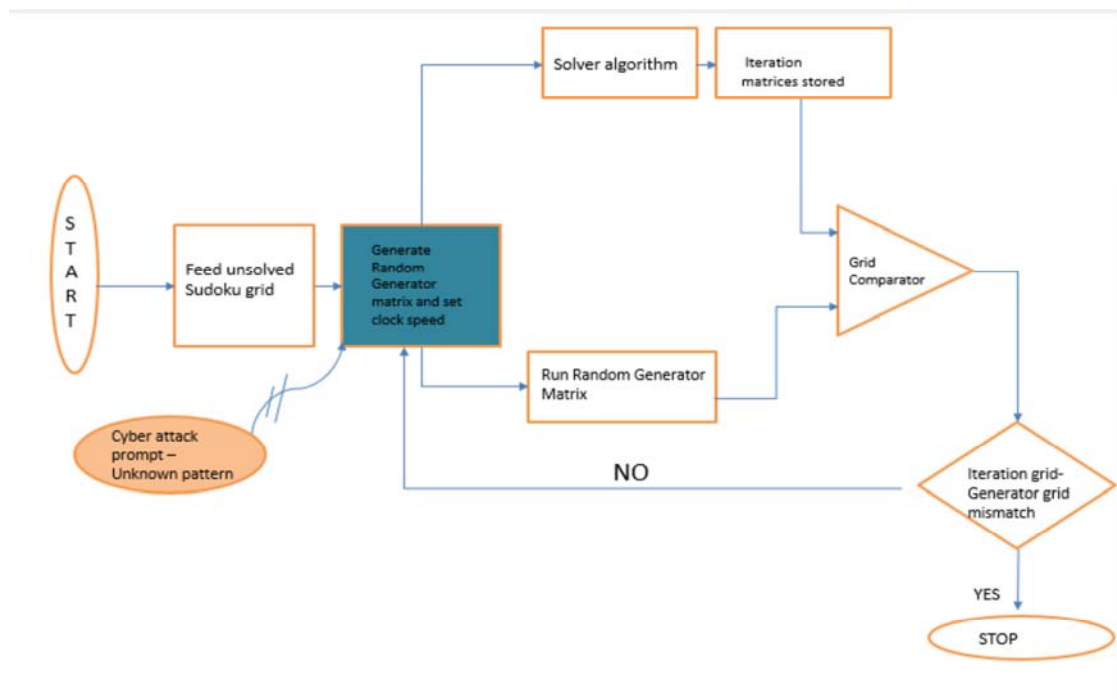 START
Feed unsolved
Sudoku grid
Generate
Random
Generator
matrix and set
clock speed
Cyber attack
prompt –
Unknown pattern
Solver algorithm
Iteration
matrices stored
Run Random Generator
Matrix
Grid
Comparator
Iteration grid-
Generator grid
mismatch
NO
YES
STOP